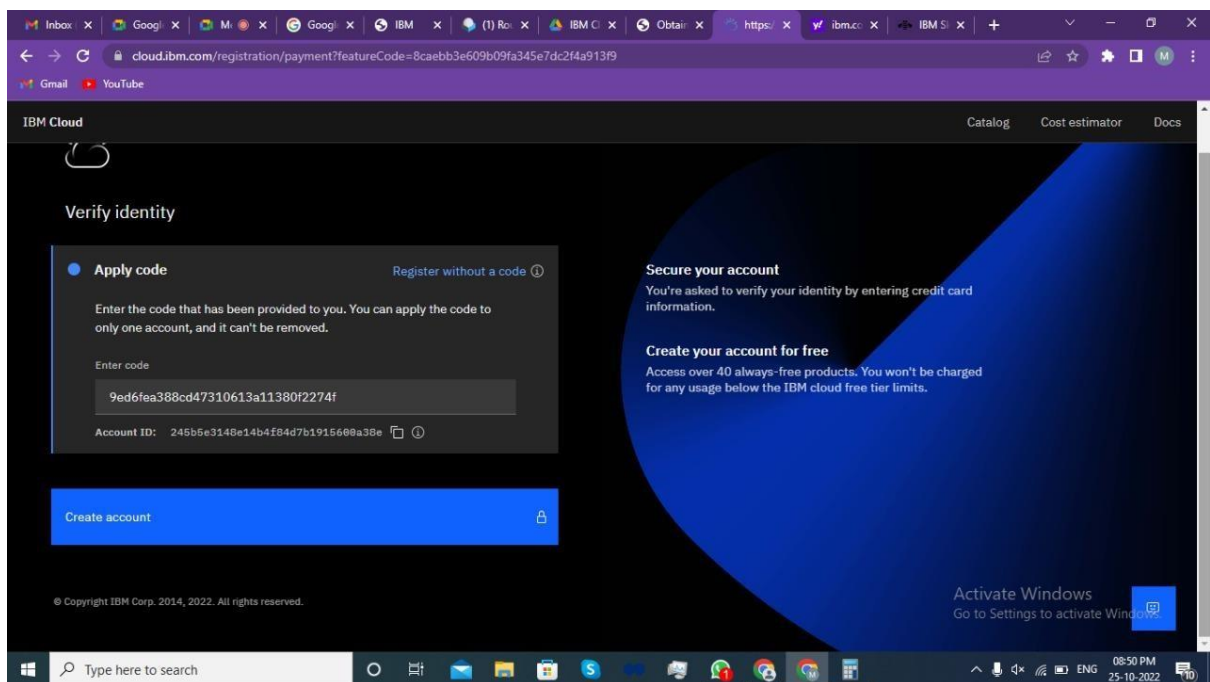 Inbox
Googl
M
Googl
IBM
(1) Ro
IBM Cl
Obtain
https:/
ibm.co
IBM S
cloud.ibm.com/registration/payment?featureCode=8caebb3e609b09fa345e7dc2f4a913f9
M
Gmail YouTube
IBM Cloud Catalog Cost estimator Docs
Verify identity
Apply code Register without a code
Enter the code that has been provided to you. You can apply the code to
only one account, and it can't be removed.
Enter code
9ed6fea388cd47310613a11380f2274f
Account ID: 245b5e3148e14b4f84d7b1915600a38e
Create account
Secure your account
You're asked to verify your identity by entering credit card
information.
Create your account for free
Access over 40 always-free products. You won't be charged
for any usage below the IBM cloud free tier limits.
© Copyright IBM Corp. 2014, 2022. All rights reserved.
Activate Windows
Go to Settings to activate Windows.
Type here to search
ENG
08:50 PM
25-10-2022